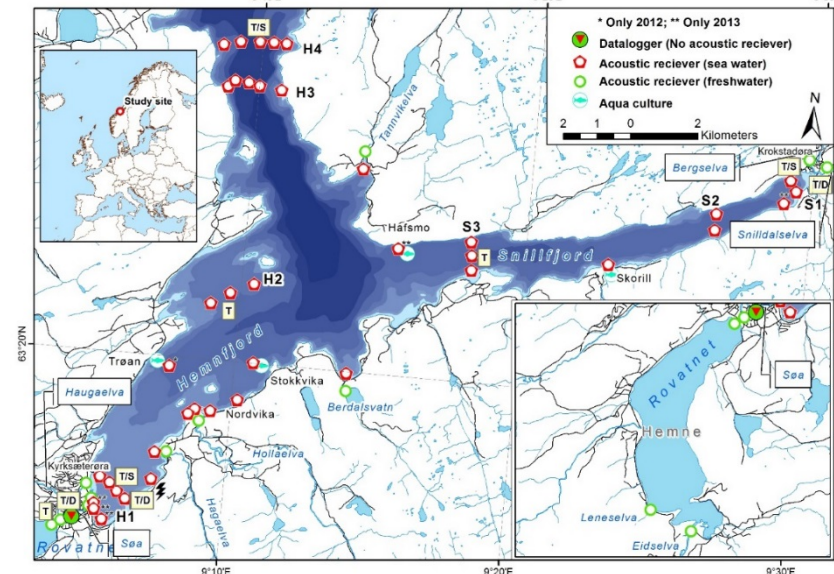 * Only 2012; ** Only 2013
Datalogger (No acoustic reciever)
Acoustic reciever (sea water)
Acoustic reciever (freshwater)
Aqua culture
N
2 1 0 2
Kilometers
Study site
T/S
H4
H3
Tannvikelva
Krokstadøra
Bergselva
T/S
T/D
S1
**
S2
Snilldalselva
Håfsmo
**
S3
T
Snillfjord
Skorill
H2
T
63°20'
Hemnfjord
Trøan
*
Stokkvika
Haugaelva
Nordvika
Berdalsvatn
Hollaelva
Hagaelva
Kyrksæterøra
T/S
T/D
T/D
T
**
**
H1
Søa
Rovatnet
Rovatnet
Søa
Hemne
Leneselva
Eidselva
9°10'E
9°20'E
9°30'E